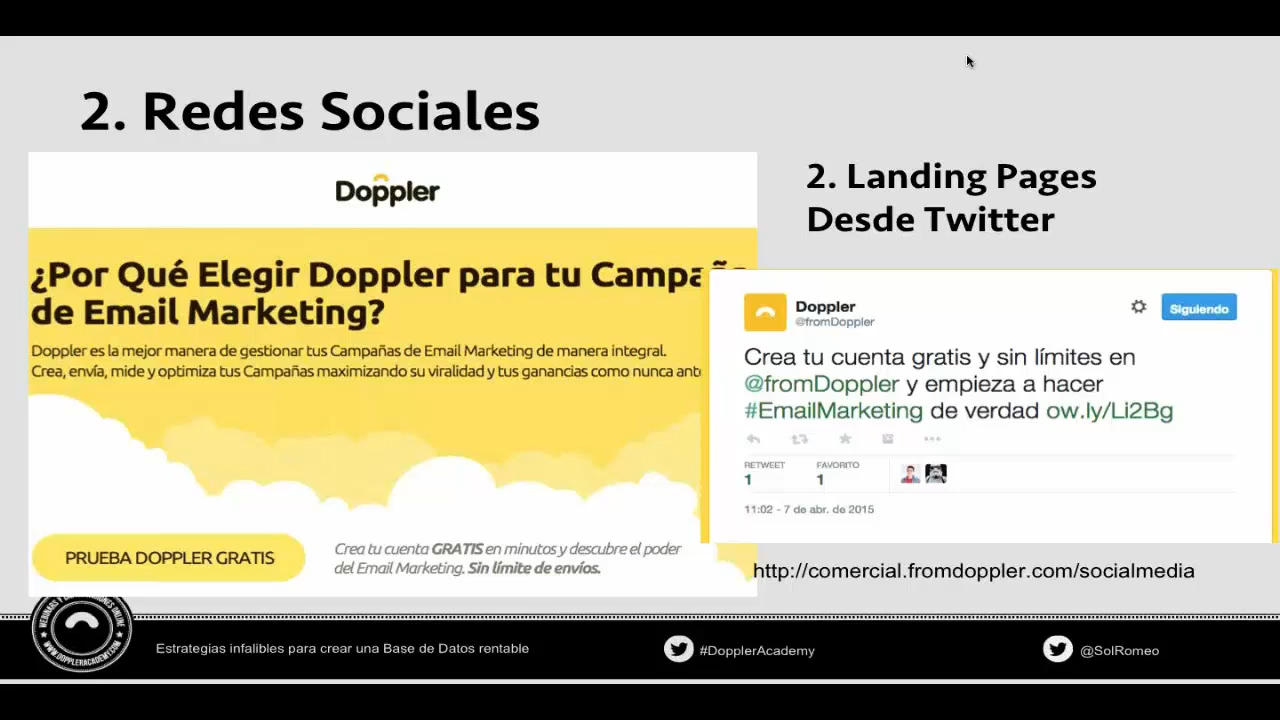 2. Redes Sociales
Doppler
¿Por Qué Elegir Doppler para tu Campaña
de Email Marketing?
Doppler es la mejor manera de gestionar tus Campañas de Email Marketing de manera integral.
Crea, envía, mide y optimiza tus Campañas maximizando su viralidad y tus ganancias como nunca
PRUEBA DOPPLER GRATIS
Crea tu cuenta GRATIS en minutos y descubre el poder
del Email Marketing. Sin límite de envíos.
2. Landing Pages
Desde Twitter
Doppler
@fromDoppler
Siguiendo
Crea tu cuenta gratis y sin límites en
@fromDoppler y empieza a hacer
#EmailMarketing de verdad ow.ly/Li2Bg
RETWEET
1
FAVORITO
1
11:02 - 7 de abr. de 2015
http://comercial.fromdoppler.com/socialmedia
WWW.DOPPLERACADEMY.COM
Estrategias infalibles para crear una Base de Datos rentable
#DopplerAcademy
@SolRomeo